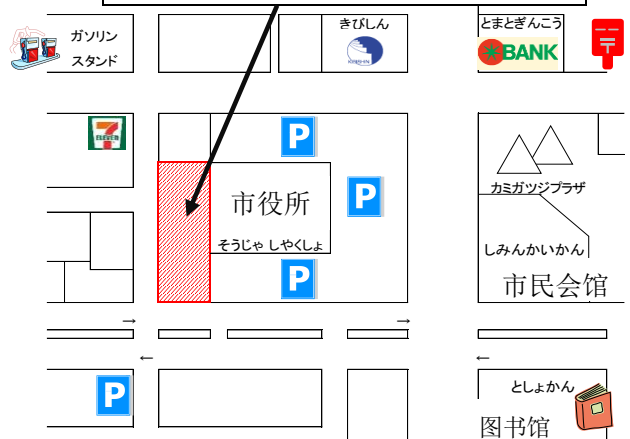 ガソリン
スタンド
きびしん
とまとぎんこう
BANK
〒
7
ELEVEN
P
P
P
市役所
そうじゃ しやくしょ
カミガツジプラザ
しみんかいかん
市民会館
→
→
←
←
P
としょかん
图书馆